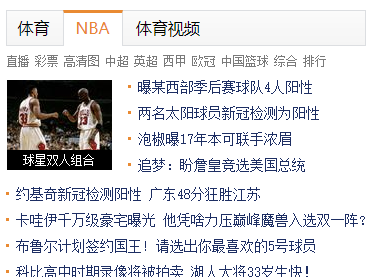 体育 NBA 体育视频
直播 彩票 高清图 中超 英超 西甲 欧冠 中国篮球 综合 排行
曝某西部季后赛球队4人阳性
两名太阳球员新冠检测为阳性
泡椒曝17年本可联手浓眉
追梦：盼詹皇竞选美国总统
球星双人组合
约基奇新冠检测阳性 广东48分狂胜江苏
卡哇伊千万级豪宅曝光 他凭啥力压巅峰魔兽入选双一阵?
布鲁尔计划签约国王! 请选出你最喜欢的5号球员
科比高中时期录像将被拍卖 湖人大将33岁生快!